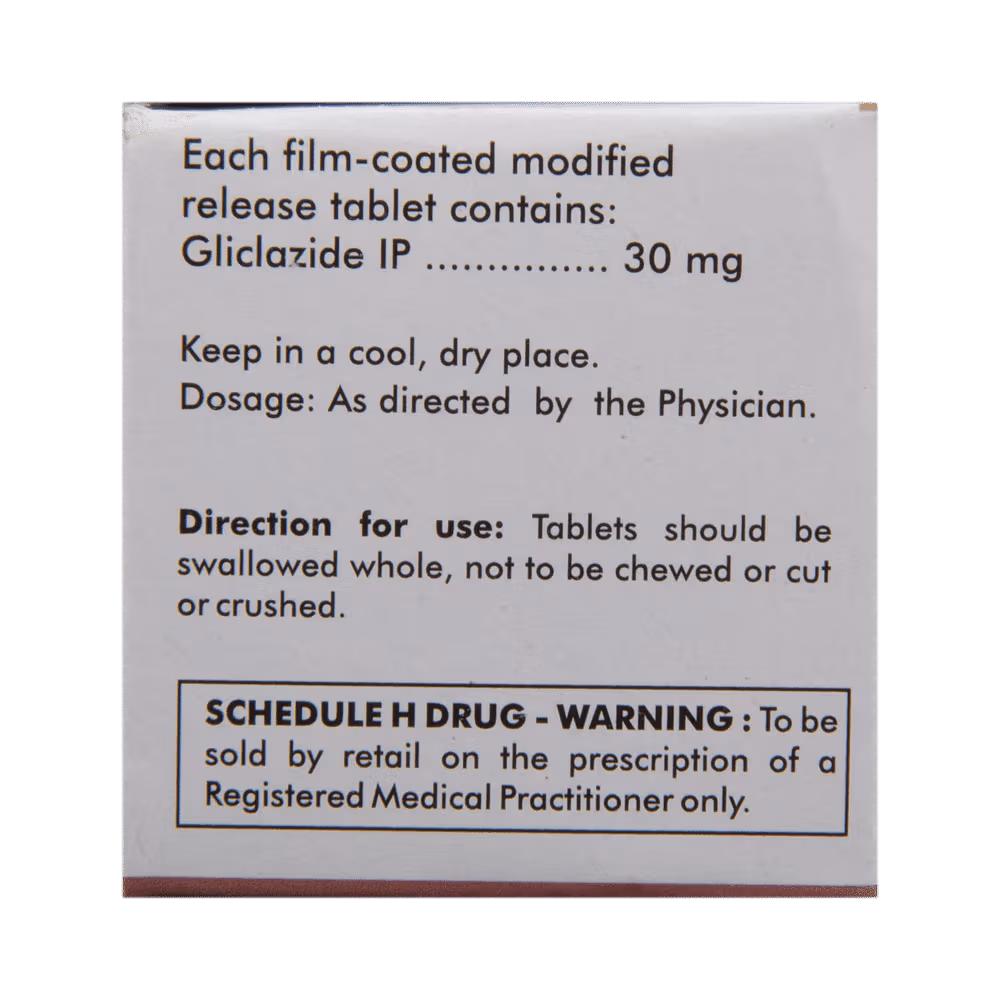 Each film-coated modified
release tablet contains:
Gliclazide IP ............... 30 mg
Keep in a cool, dry place.
Dosage: As directed by the Physician.
Direction for use: Tablets should be
swallowed whole, not to be chewed or cut
or crushed.
SCHEDULE H DRUG - WARNING : To be
sold by retail on the prescription of a
Registered Medical Practitioner only.